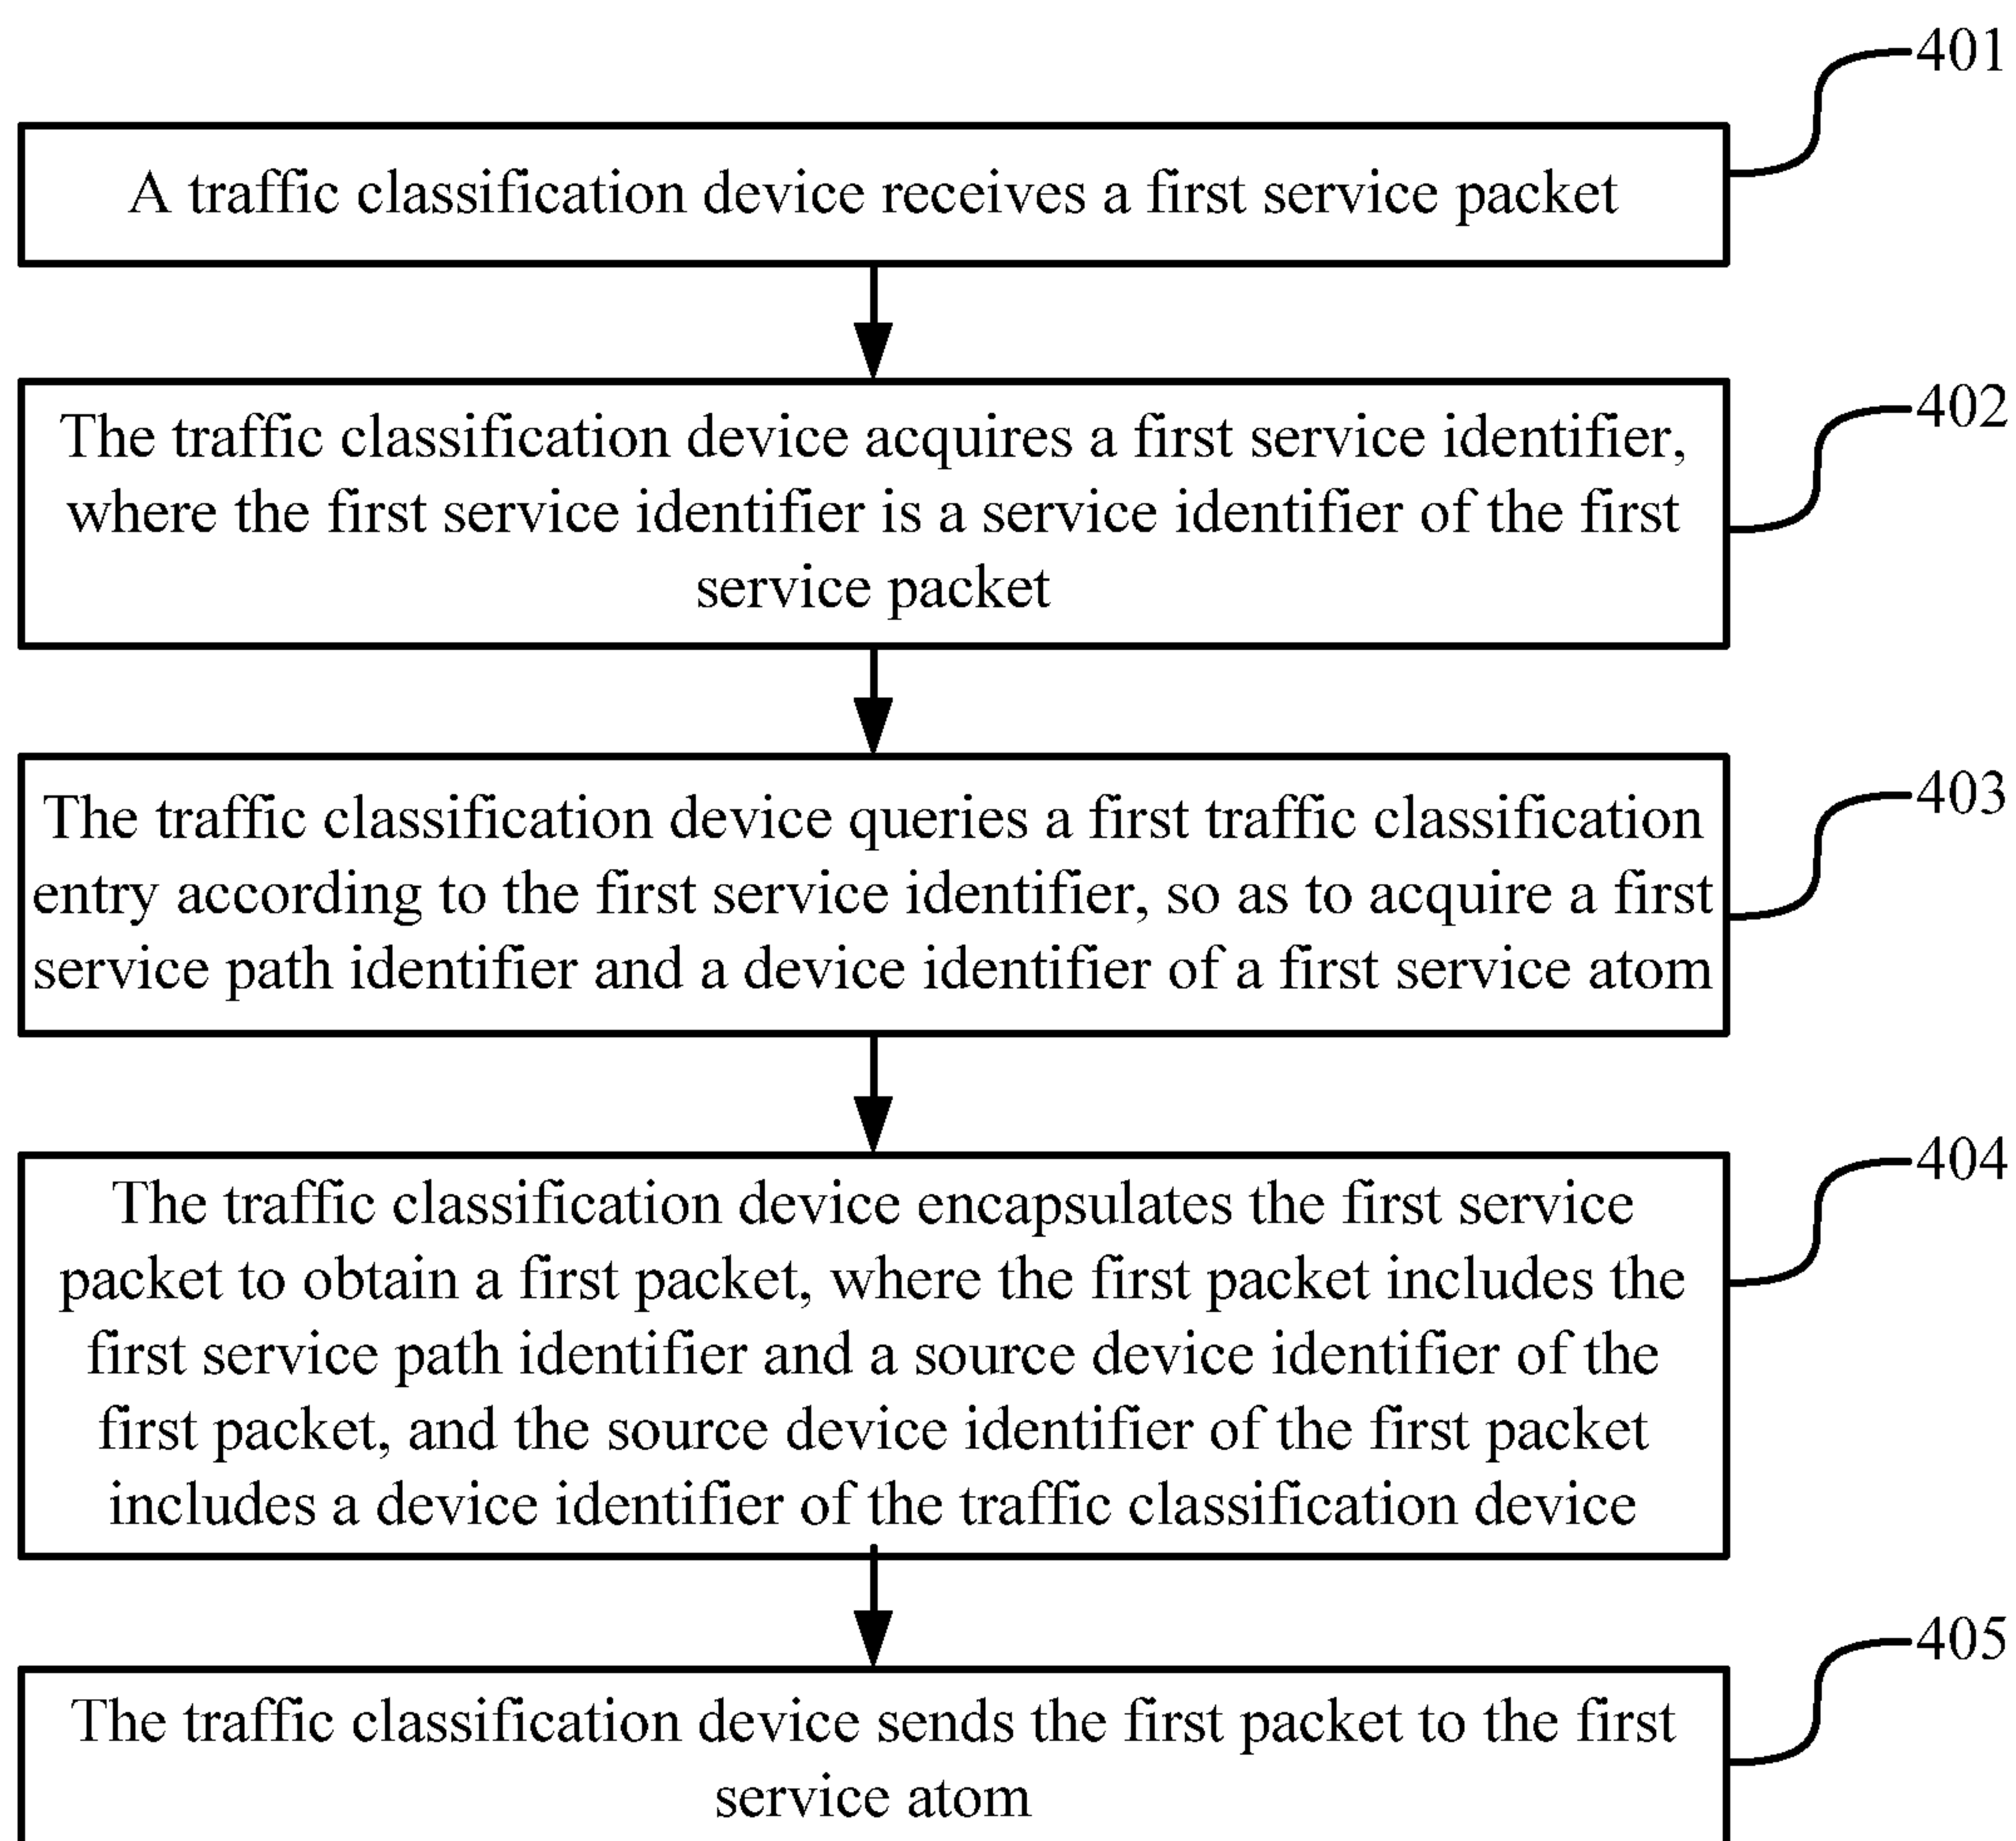 401
A traffic classification device receives a first service packet
402
The traffic classification device acquires a first service identifier,
where the first service identifier is a service identifier of the first
service packet
403
The traffic classification device queries a first traffic classification
entry according to the first service identifier, so as to acquire a first
service path identifier and a device identifier of a first service atom
404
The traffic classification device encapsulates the first service
packet to obtain a first packet, where the first packet includes the
first service path identifier and a source device identifier of the
first packet, and the source device identifier of the first packet
includes a device identifier of the traffic classification device
405
The traffic classification device sends the first packet to the first
service atom